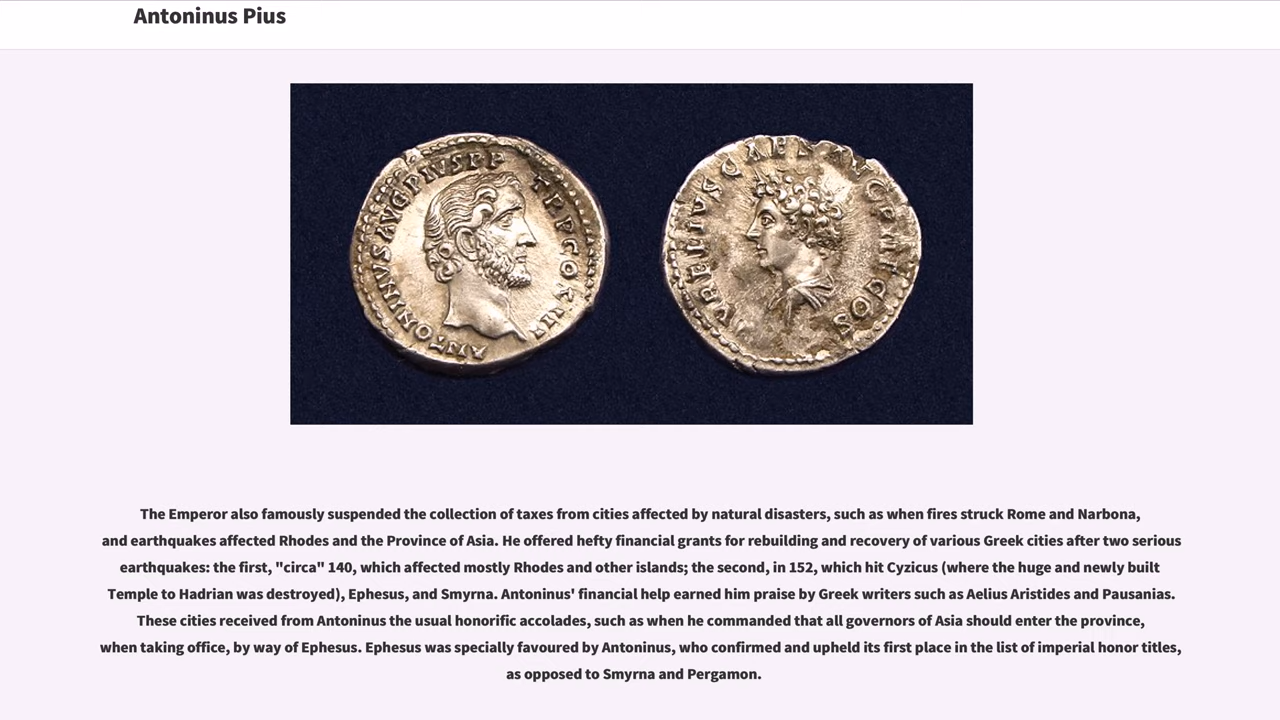 Antoninus Pius
ANTONINVS AVG PIVS P P
TR P COS III
AVRELIVS CAES AVG P II F COS
The Emperor also famously suspended the collection of taxes from cities affected by natural disasters, such as when fires struck Rome and Narbona,
and earthquakes affected Rhodes and the Province of Asia. He offered hefty financial grants for rebuilding and recovery of various Greek cities after two serious
earthquakes: the first, "circa" 140, which affected mostly Rhodes and other islands; the second, in 152, which hit Cyzicus (where the huge and newly built
Temple to Hadrian was destroyed), Ephesus, and Smyrna. Antoninus' financial help earned him praise by Greek writers such as Aelius Aristides and Pausanias.
These cities received from Antoninus the usual honorific accolades, such as when he commanded that all governors of Asia should enter the province,
when taking office, by way of Ephesus. Ephesus was specially favoured by Antoninus, who confirmed and upheld its first place in the list of imperial honor titles,
as opposed to Smyrna and Pergamon.